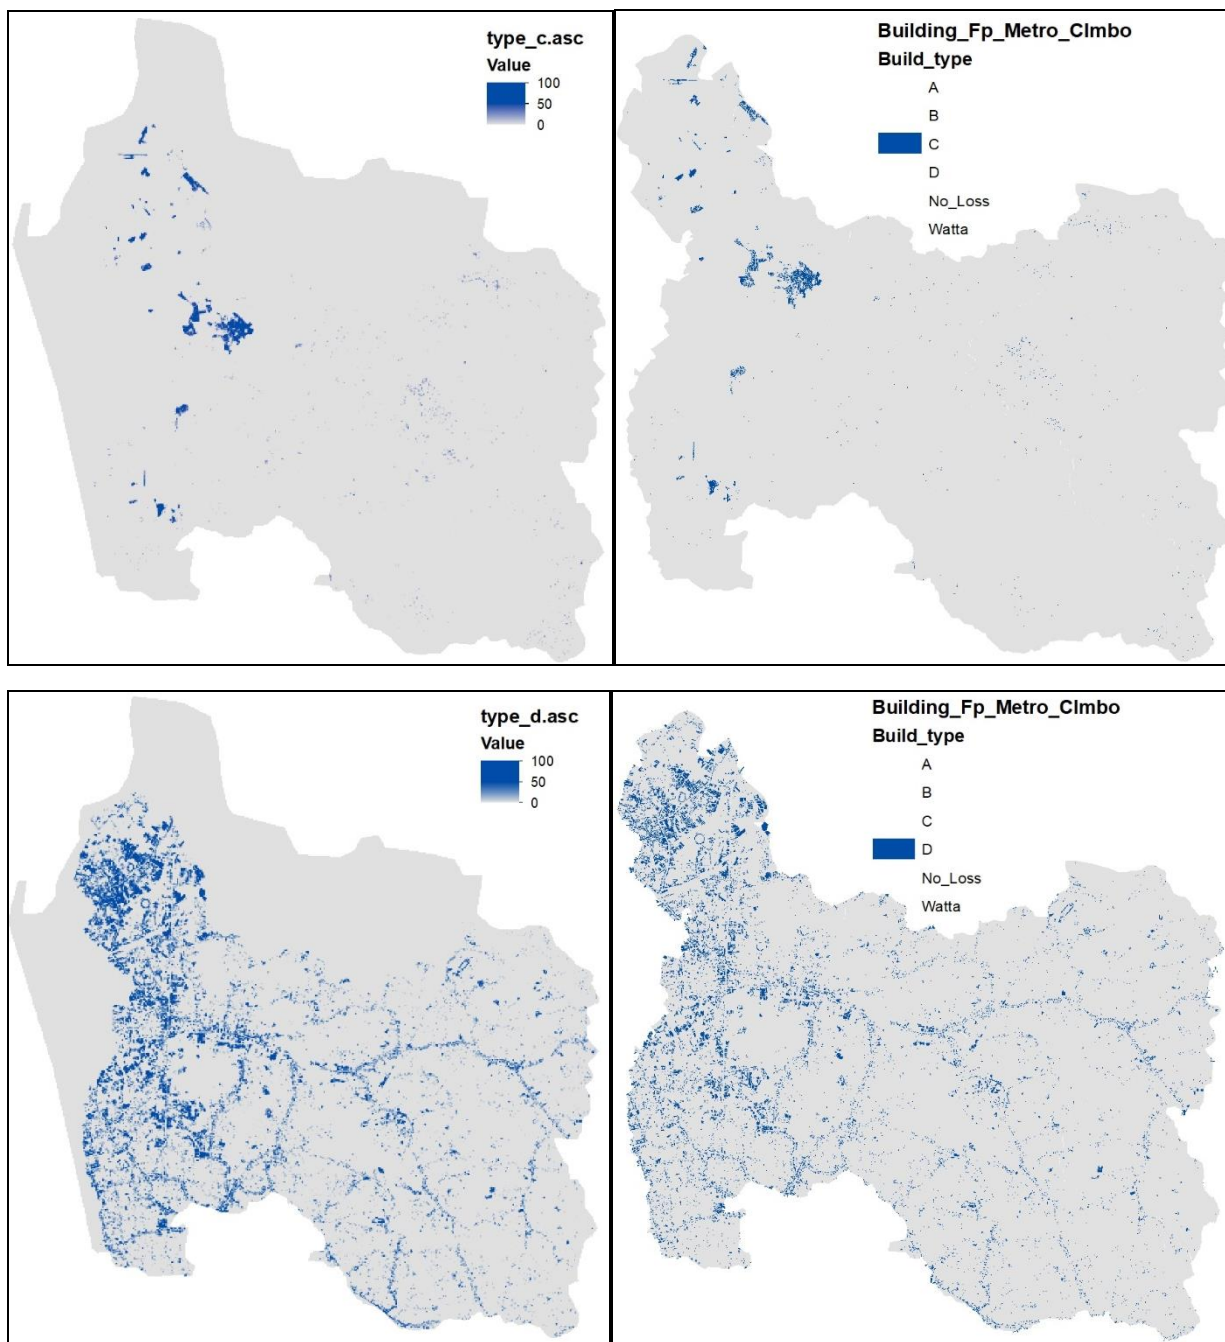 type_c.asc
Value
100
50
0
Building_Fp_Metro_Clmbo
Build_type
A
B
C
D
No_Loss
Watta
type_d.asc
Value
100
50
0
Building_Fp_Metro_Clmbo
Build_type
A
B
C
D
No_Loss
Watta